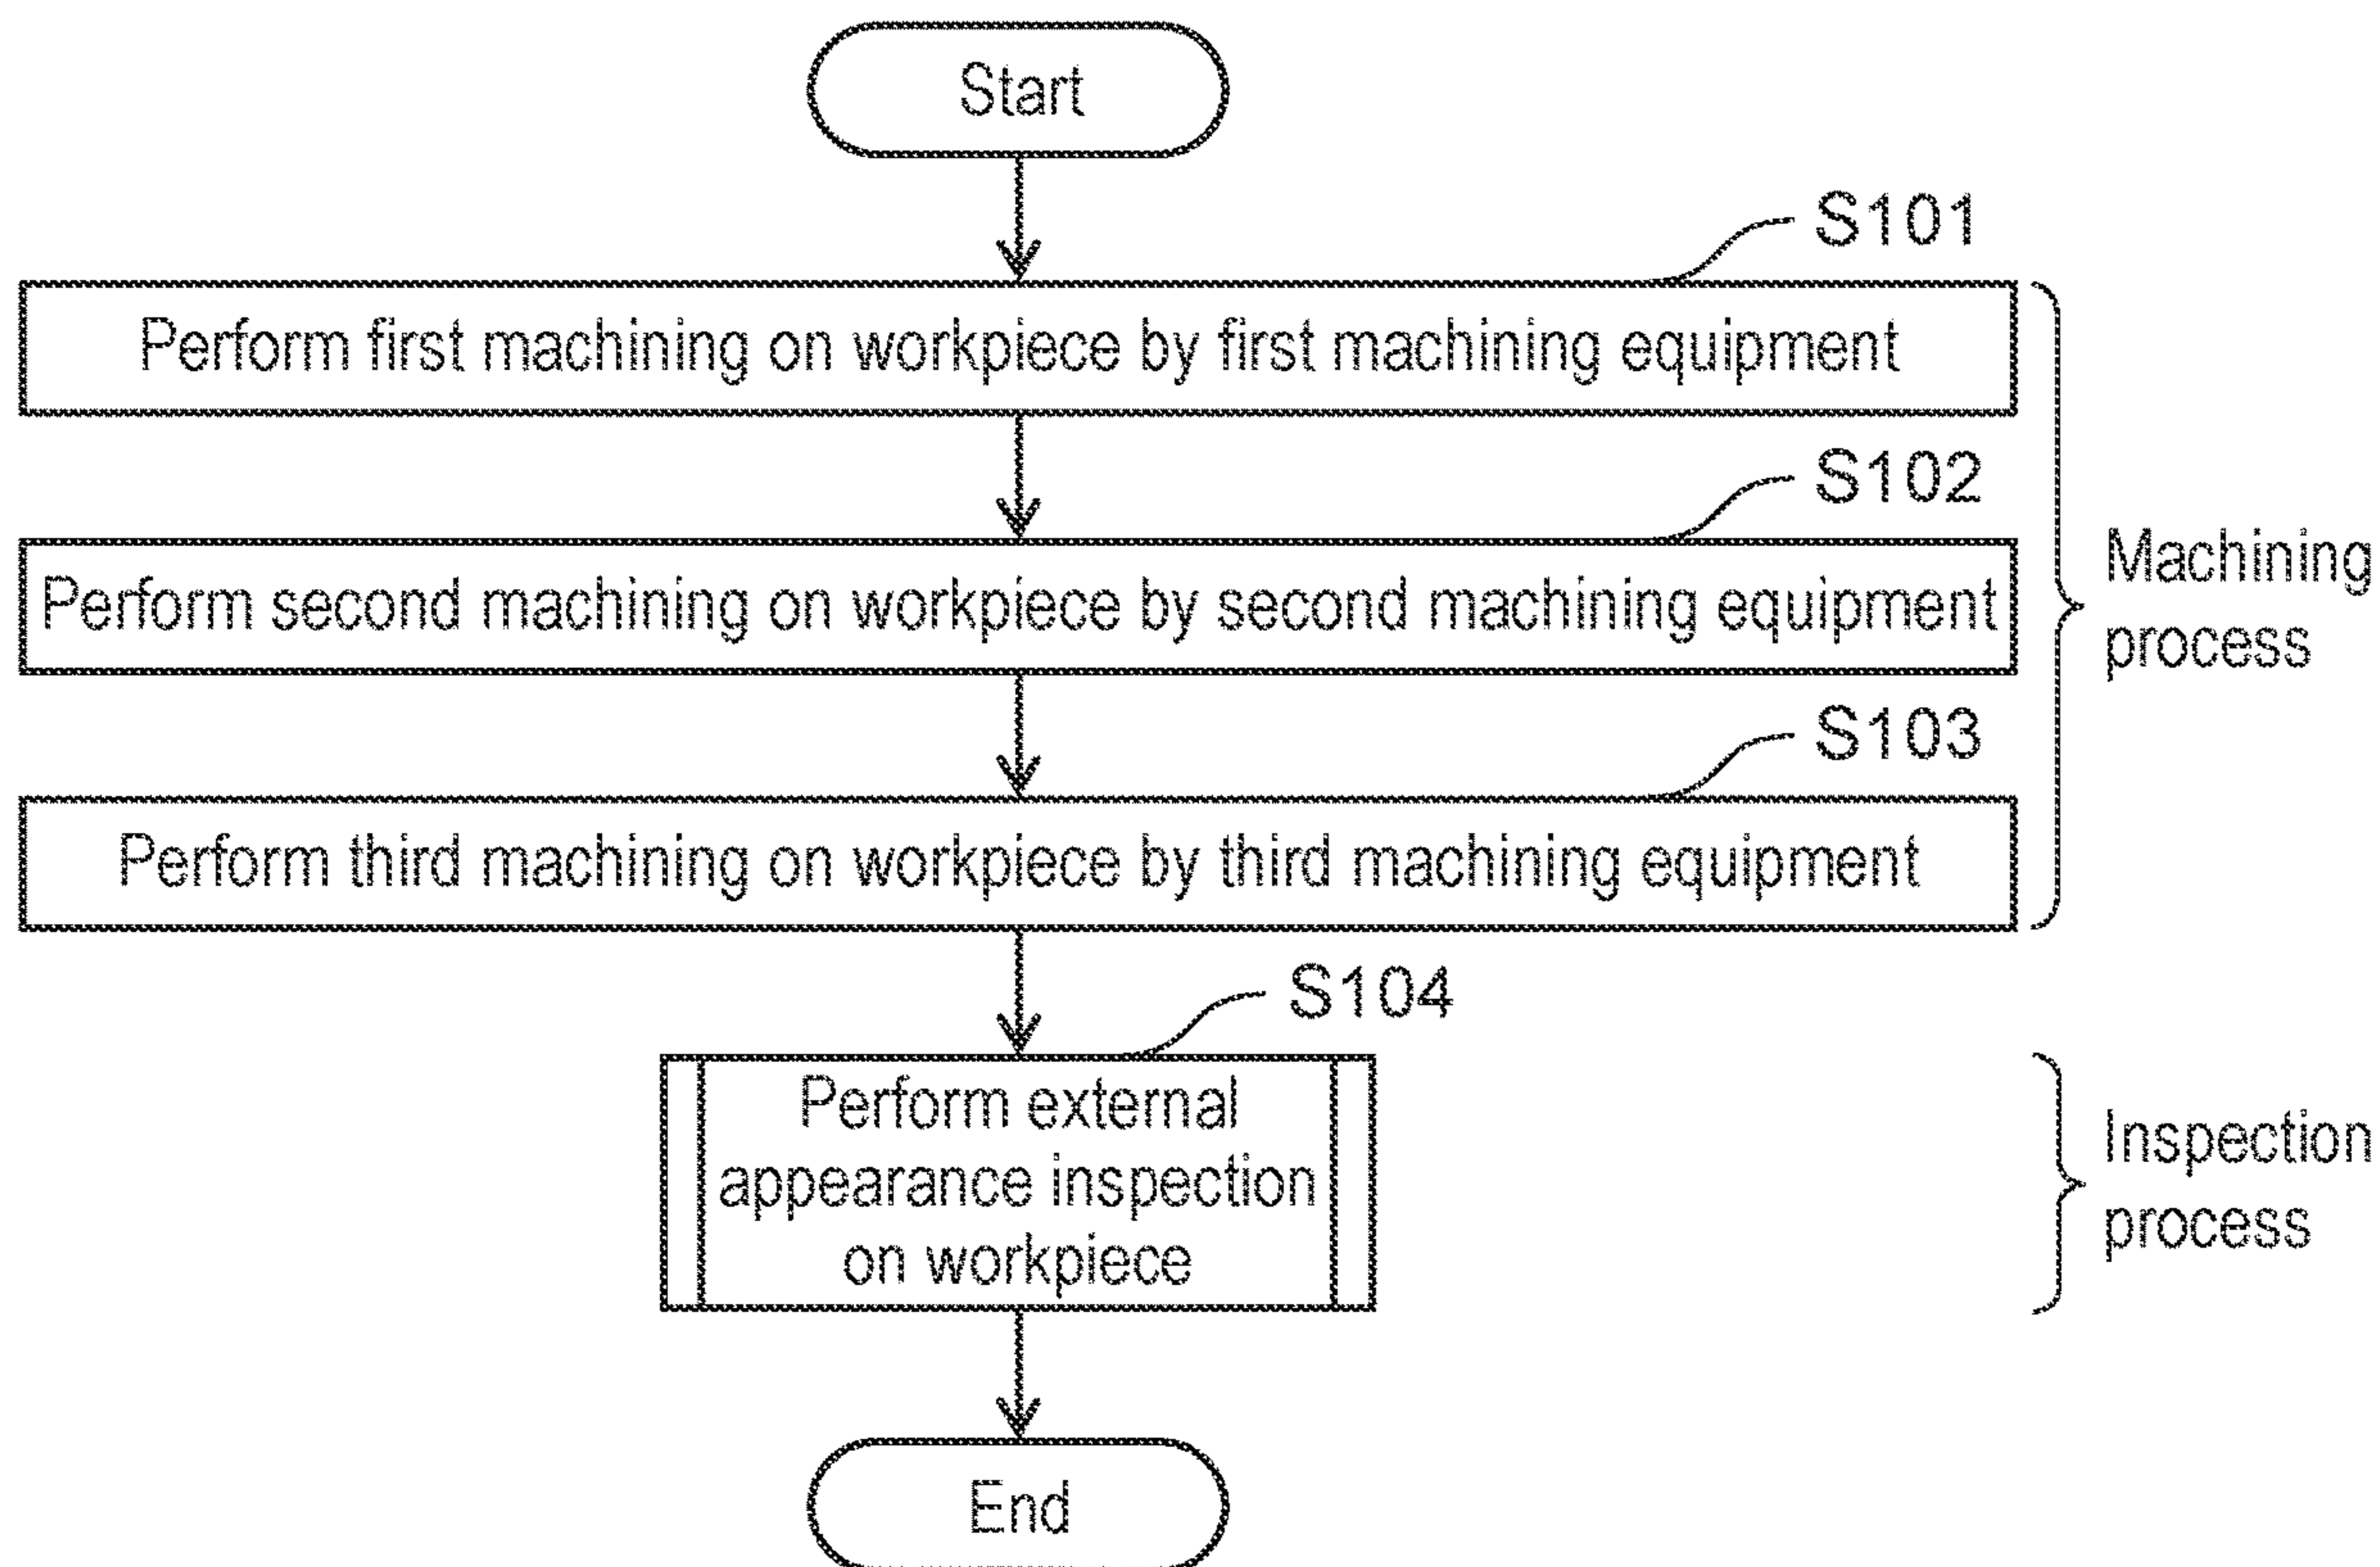 Start
S101
Perform first machining on workpiece by first machining equipment
S102
Perform second machining on workpiece by second machining equipment
Machining
process
S103
Perform third machining on workpiece by third machining equipment
S104
Perform external
appearance inspection
on workpiece
Inspection
process
End